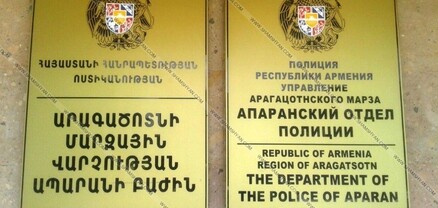 ՀԱՅԱՍՏԱՆԻ ՀԱՆՐԱՊԵՏՈՒԹՅԱՆ
ՈՍՏԻԿԱՆՈՒԹՅԱՆ
ԱՐԱԳԱԾՈՏՆԻ
ՄԱՐԶԱՅԻՆ
ՎԱՐՉՈՒԹՅԱՆ
ԱՊԱՐԱՆԻ ԲԱԺԻՆ
ПОЛИЦИЯ
РЕСПУБЛИКИ АРМЕНИЯ
УПРАВЛЕНИЕ
АРАГАЦОТНСКОГО МАРЗА
АПАРАНСКИЙ ОТДЕЛ
ПОЛИЦИИ
REPUBLIC OF ARMENIA
REGION OF ARAGATSOTN
THE DEPARTMENT OF
THE POLICE OF APARAN